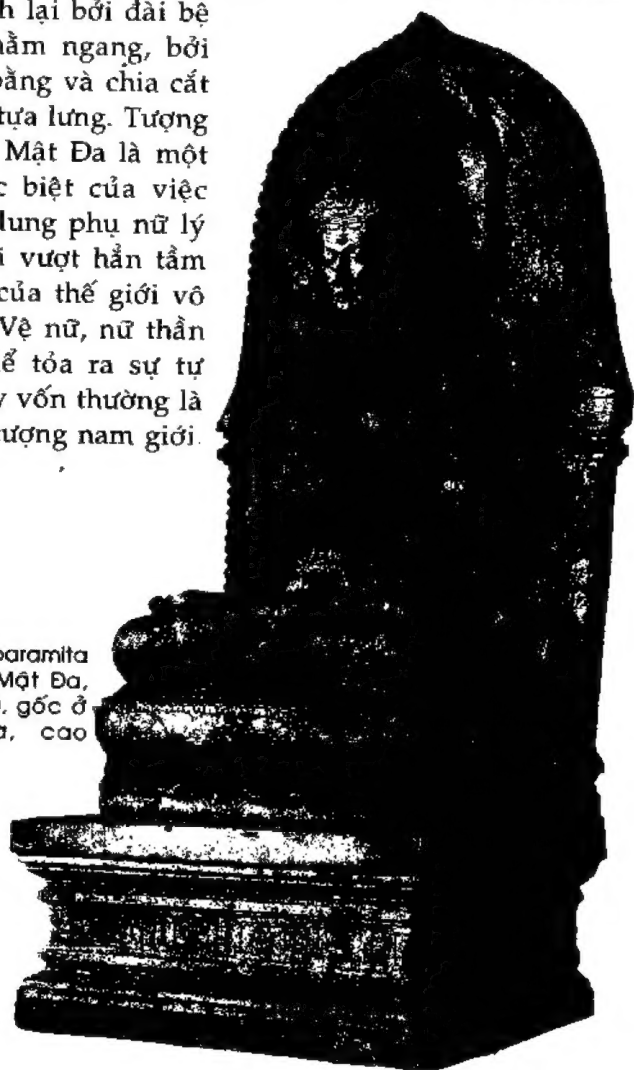 h lại bởi đài bệ
nằm ngang, bởi
bằng và chia cắt
tựa lưng. Tượng
Mật Đa là một
c biệt của việc
dung phụ nữ lý
i vượt hẳn tầm
của thế giới vô
Vệ nữ, nữ thần
ể tỏa ra sự tự
y vốn thường là
tượng nam giới.
paramita
Mật Đa,
gốc ở
cao